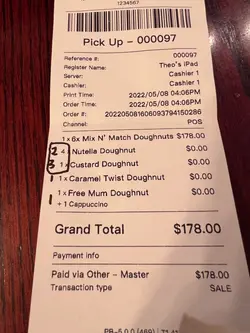 1234567
Pick Up - 000097
Reference #: 000097
Register Name: Theo's iPad
Server: Cashier 1
Cashier: Cashier 1
Print Time: 2022/05/08 04:06PM
Order Time: 2022/05/08 04:06PM
Order #: 20220508160609379415028 6
Channel: POS
1 x 6x Mix N' Match Doughnuts $178.00
2 4 Nutella Doughnut $0.00
3 1 x Custard Doughnut $0.00
1 1 x Caramel Twist Doughnut $0.00
1 1 x Free Mum Doughnut $0.00
+ 1 Cappuccino
Grand Total $178.00
Payment info
Paid via Other - Master $178.00
Transaction type SALE